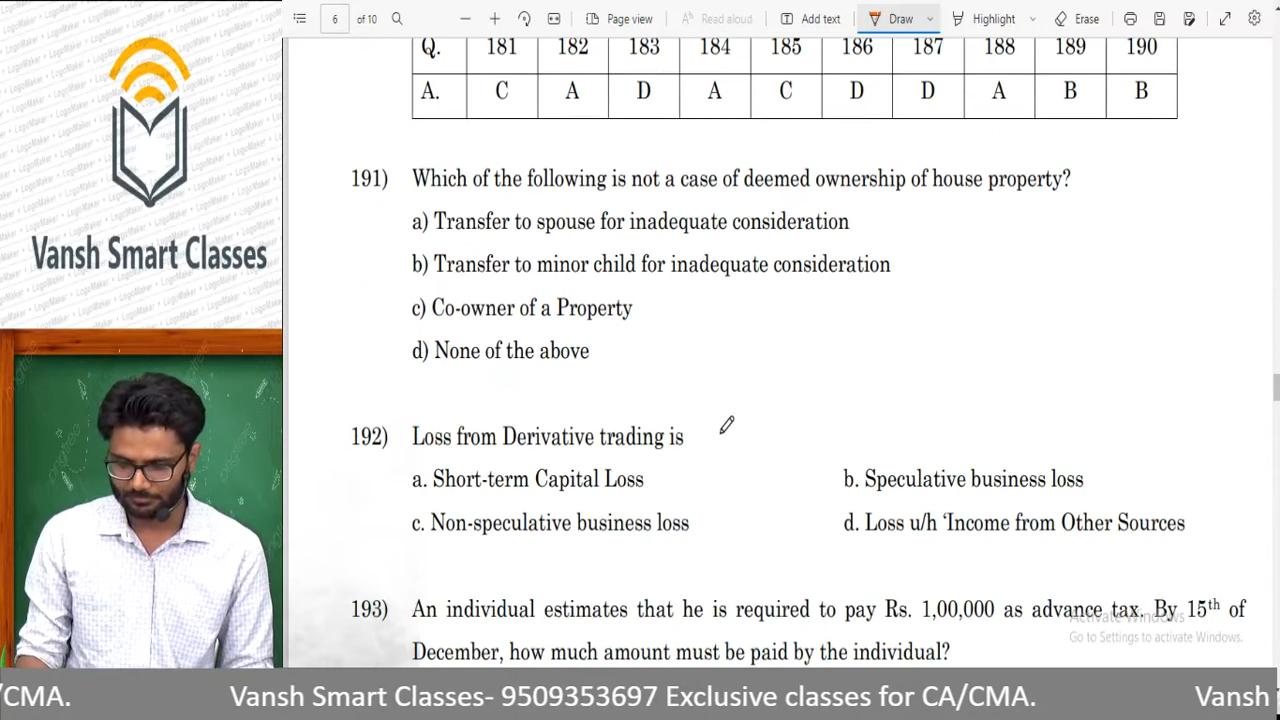 6 of 10 Page view Read aloud Add text Draw Highlight Erase
Q. 181 182 183 184 185 186 187 188 189 190
A. C A D A C D D A B B
Vansh Smart Classes
191) Which of the following is not a case of deemed ownership of house property?
a) Transfer to spouse for inadequate consideration
b) Transfer to minor child for inadequate consideration
c) Co-owner of a Property
d) None of the above
192) Loss from Derivative trading is
a. Short-term Capital Loss b. Speculative business loss
c. Non-speculative business loss d. Loss u/h ‘Income from Other Sources
193) An individual estimates that he is required to pay Rs. 1,00,000 as advance tax. By 15th of
December, how much amount must be paid by the individual?
Activate Windows
Go to Settings to activate Windows.
/CMA. Vansh Smart Classes- 9509353697 Exclusive classes for CA/CMA. Vansh